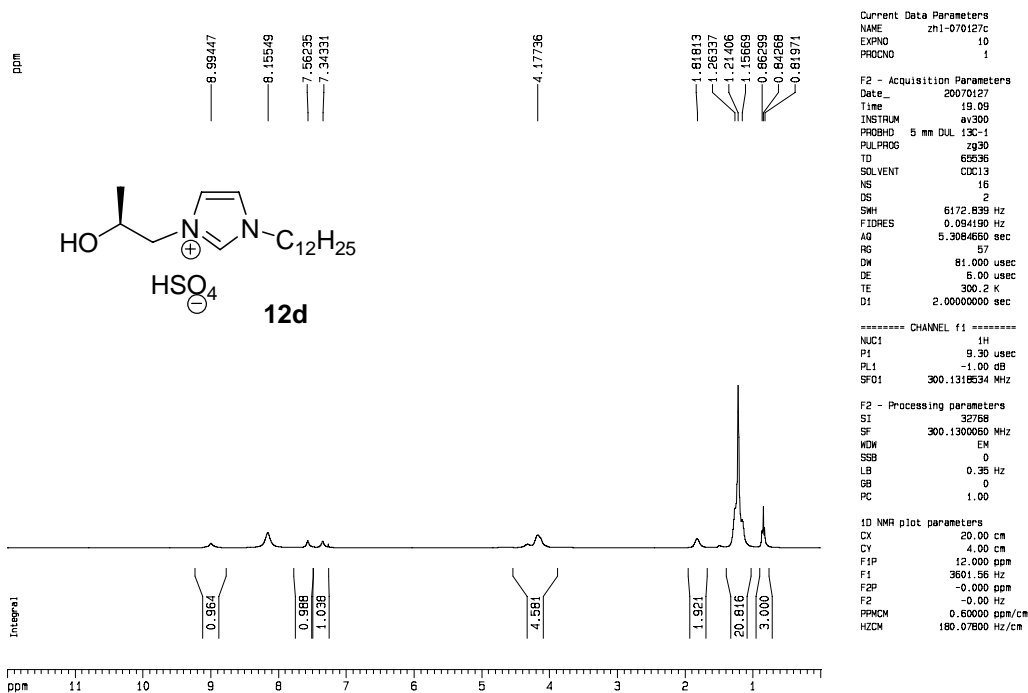 ppm
8.99447
8.15549
7.56235
7.34331
4.17736
1.81813
1.26337
1.21406
1.15669
0.86299
0.84268
0.81971
HO
N
⊕
N
C12H25
HSO4
⊖
12d
Integral
0.964
0.988
1.038
4.581
1.921
20.816
3.000
ppm 11 10 9 8 7 6 5 4 3 2 1
Current Data Parameters
NAME zhl-070127c
EXPNO 10
PROCNO 1
F2 - Acquisition Parameters
Date_ 20070127
Time 19.09
INSTRUM av300
PROBHD 5 mm DUL 13C-1
PULPROG zg30
TD 65536
SOLVENT CDCl3
NS 16
DS 2
SWH 6172.839 Hz
FIDRES 0.094190 Hz
AQ 5.3084660 sec
RG 57
DW 81.000 usec
DE 6.00 usec
TE 300.2 K
D1 2.00000000 sec
======== CHANNEL f1 ========
NUC1 1H
P1 9.30 usec
PL1 -1.00 dB
SFO1 300.1318534 MHz
F2 - Processing parameters
SI 32768
SF 300.1300060 MHz
WDW EM
SSB 0
LB 0.35 Hz
GB 0
PC 1.00
1D NMR plot parameters
CX 20.00 cm
CY 4.00 cm
F1P 12.000 ppm
F1 3601.56 Hz
F2P -0.000 ppm
F2 -0.00 Hz
PPMCM 0.60000 ppm/cm
HZCM 180.07800 Hz/cm